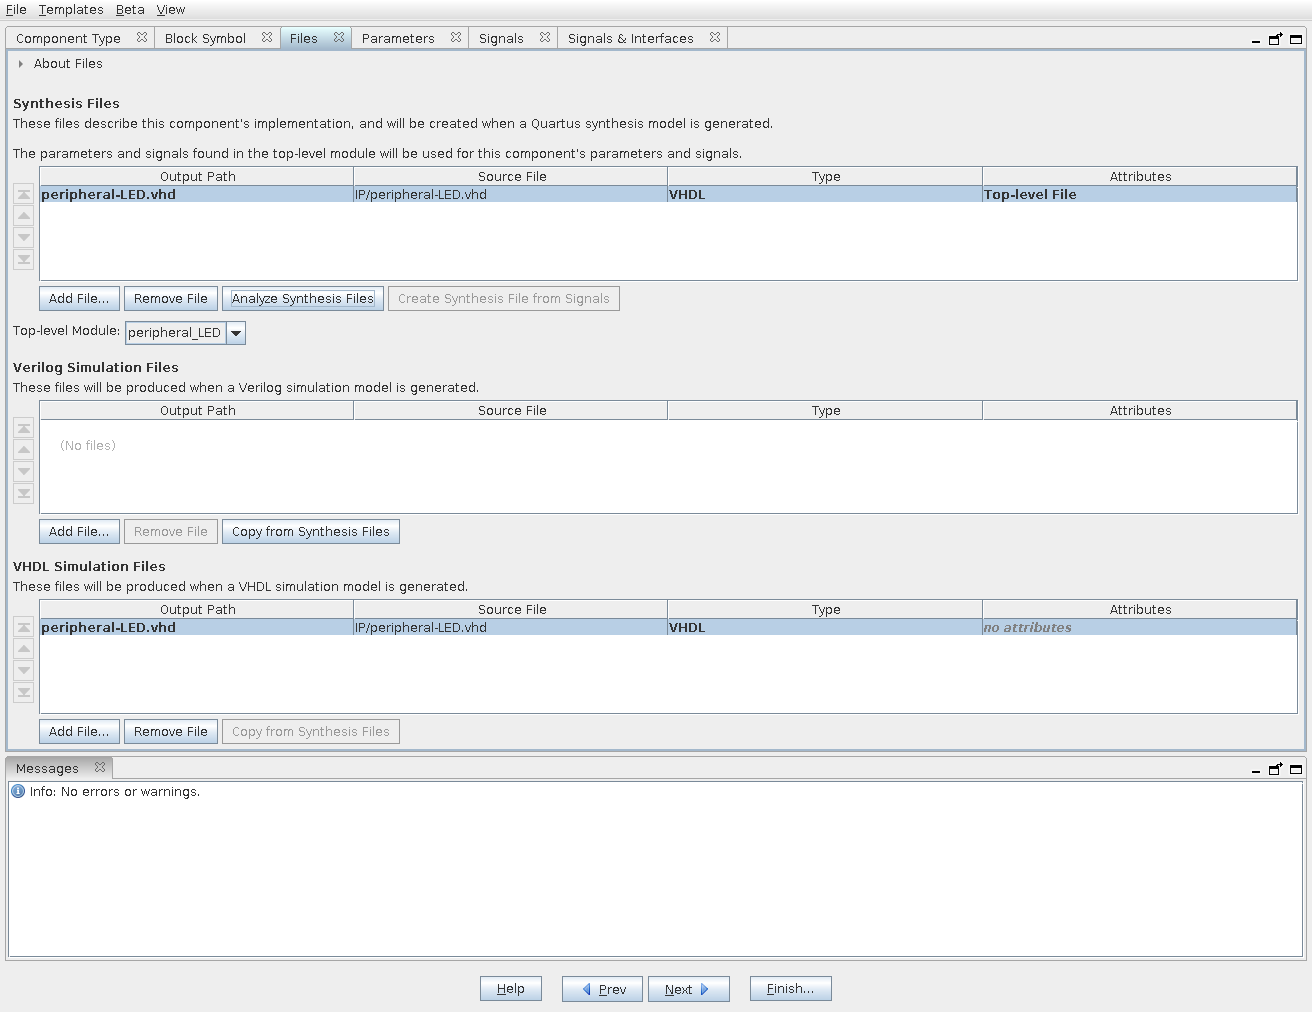 File Templates Beta View
Component Type Block Symbol Files Parameters Signals Signals & Interfaces
About Files
Synthesis Files
These files describe this component's implementation, and will be created when a Quartus synthesis model is generated.
The parameters and signals found in the top-level module will be used for this component's parameters and signals.
Output Path Source File Type Attributes
peripheral-LED.vhd IP/peripheral-LED.vhd VHDL Top-level File
Add File... Remove File Analyze Synthesis Files Create Synthesis File from Signals
Top-level Module: peripheral_LED
Verilog Simulation Files
These files will be produced when a Verilog simulation model is generated.
Output Path Source File Type Attributes
(No files)
Add File... Remove File Copy from Synthesis Files
VHDL Simulation Files
These files will be produced when a VHDL simulation model is generated.
Output Path Source File Type Attributes
peripheral-LED.vhd IP/peripheral-LED.vhd VHDL no attributes
Add File... Remove File Copy from Synthesis Files
Messages
Info: No errors or warnings.
Help Prev Next Finish...